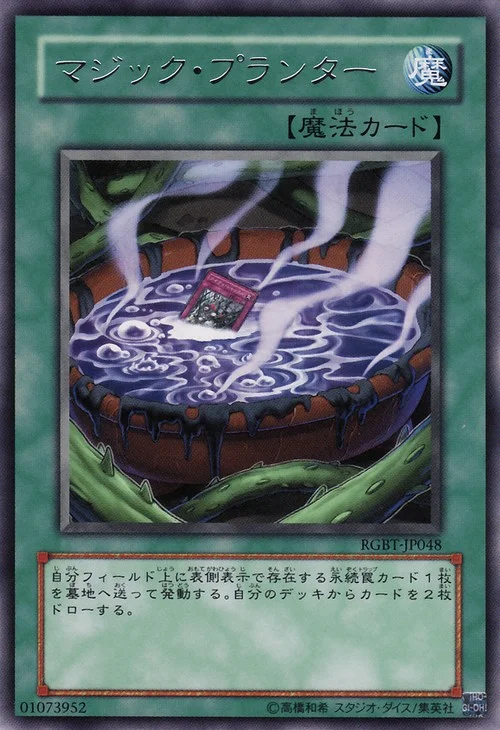 マジック・プランター
魔
【魔法カード】
RGBT-JP048
自分フィールド上に表側表示で存在する永続罠カード1枚
を墓地へ送って発動する。自分のデッキからカードを2枚
ドローする。
01073952
©高橋和希 スタジオ・ダイス/集英社